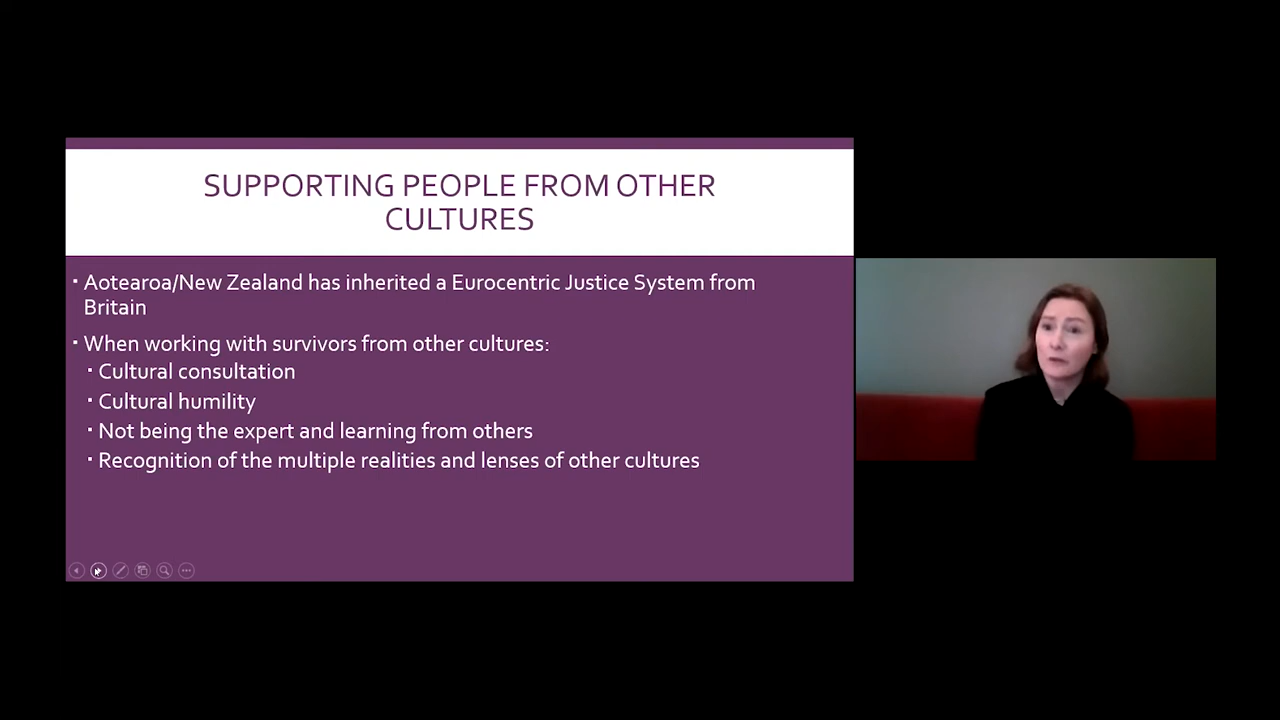 SUPPORTING PEOPLE FROM OTHER
CULTURES
▪ Aotearoa/New Zealand has inherited a Eurocentric Justice System from
Britain
▪ When working with survivors from other cultures:
▪ Cultural consultation
▪ Cultural humility
▪ Not being the expert and learning from others
▪ Recognition of the multiple realities and lenses of other cultures